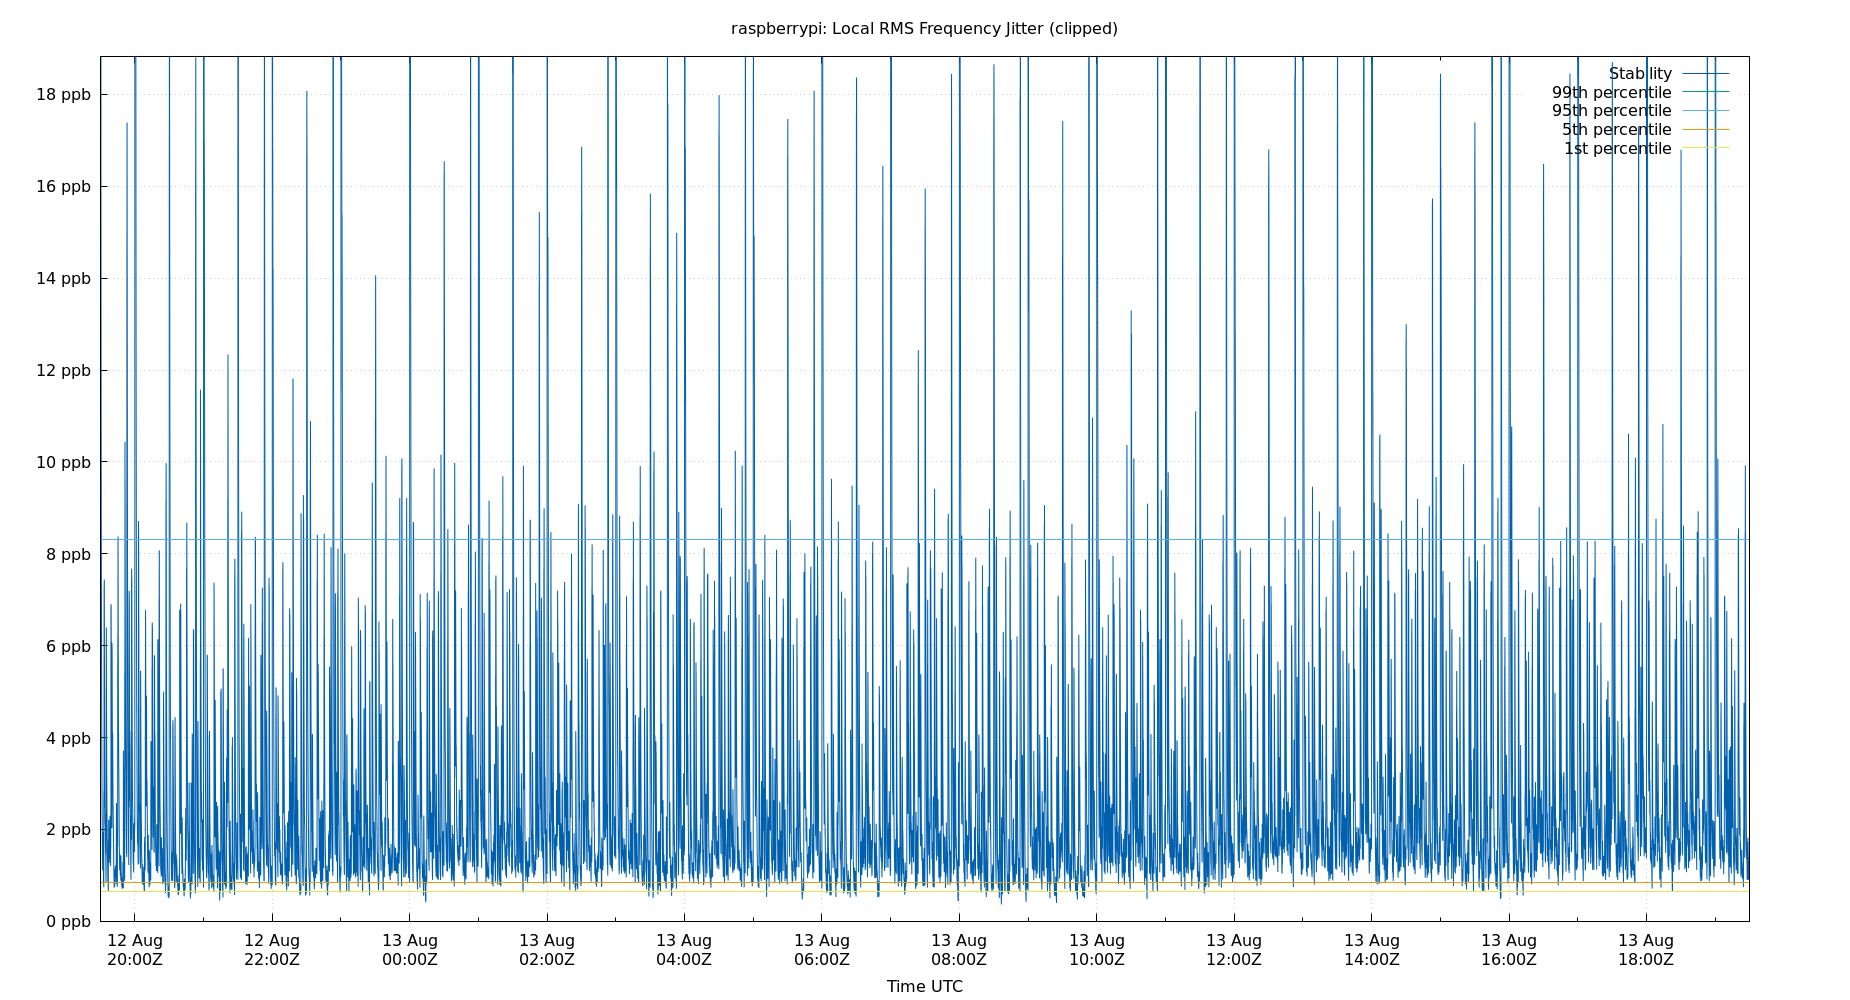 raspberrypi: Local RMS Frequency Jitter (clipped)
Stability
99th percentile
95th percentile
5th percentile
1st percentile
18 ppb
16 ppb
14 ppb
12 ppb
10 ppb
8 ppb
6 ppb
4 ppb
2 ppb
0 ppb
12 Aug 12 Aug 13 Aug 13 Aug 13 Aug 13 Aug 13 Aug 13 Aug 13 Aug 13 Aug 13 Aug 13 Aug
20:00Z 22:00Z 00:00Z 02:00Z 04:00Z 06:00Z 08:00Z 10:00Z 12:00Z 14:00Z 16:00Z 18:00Z
Time UTC